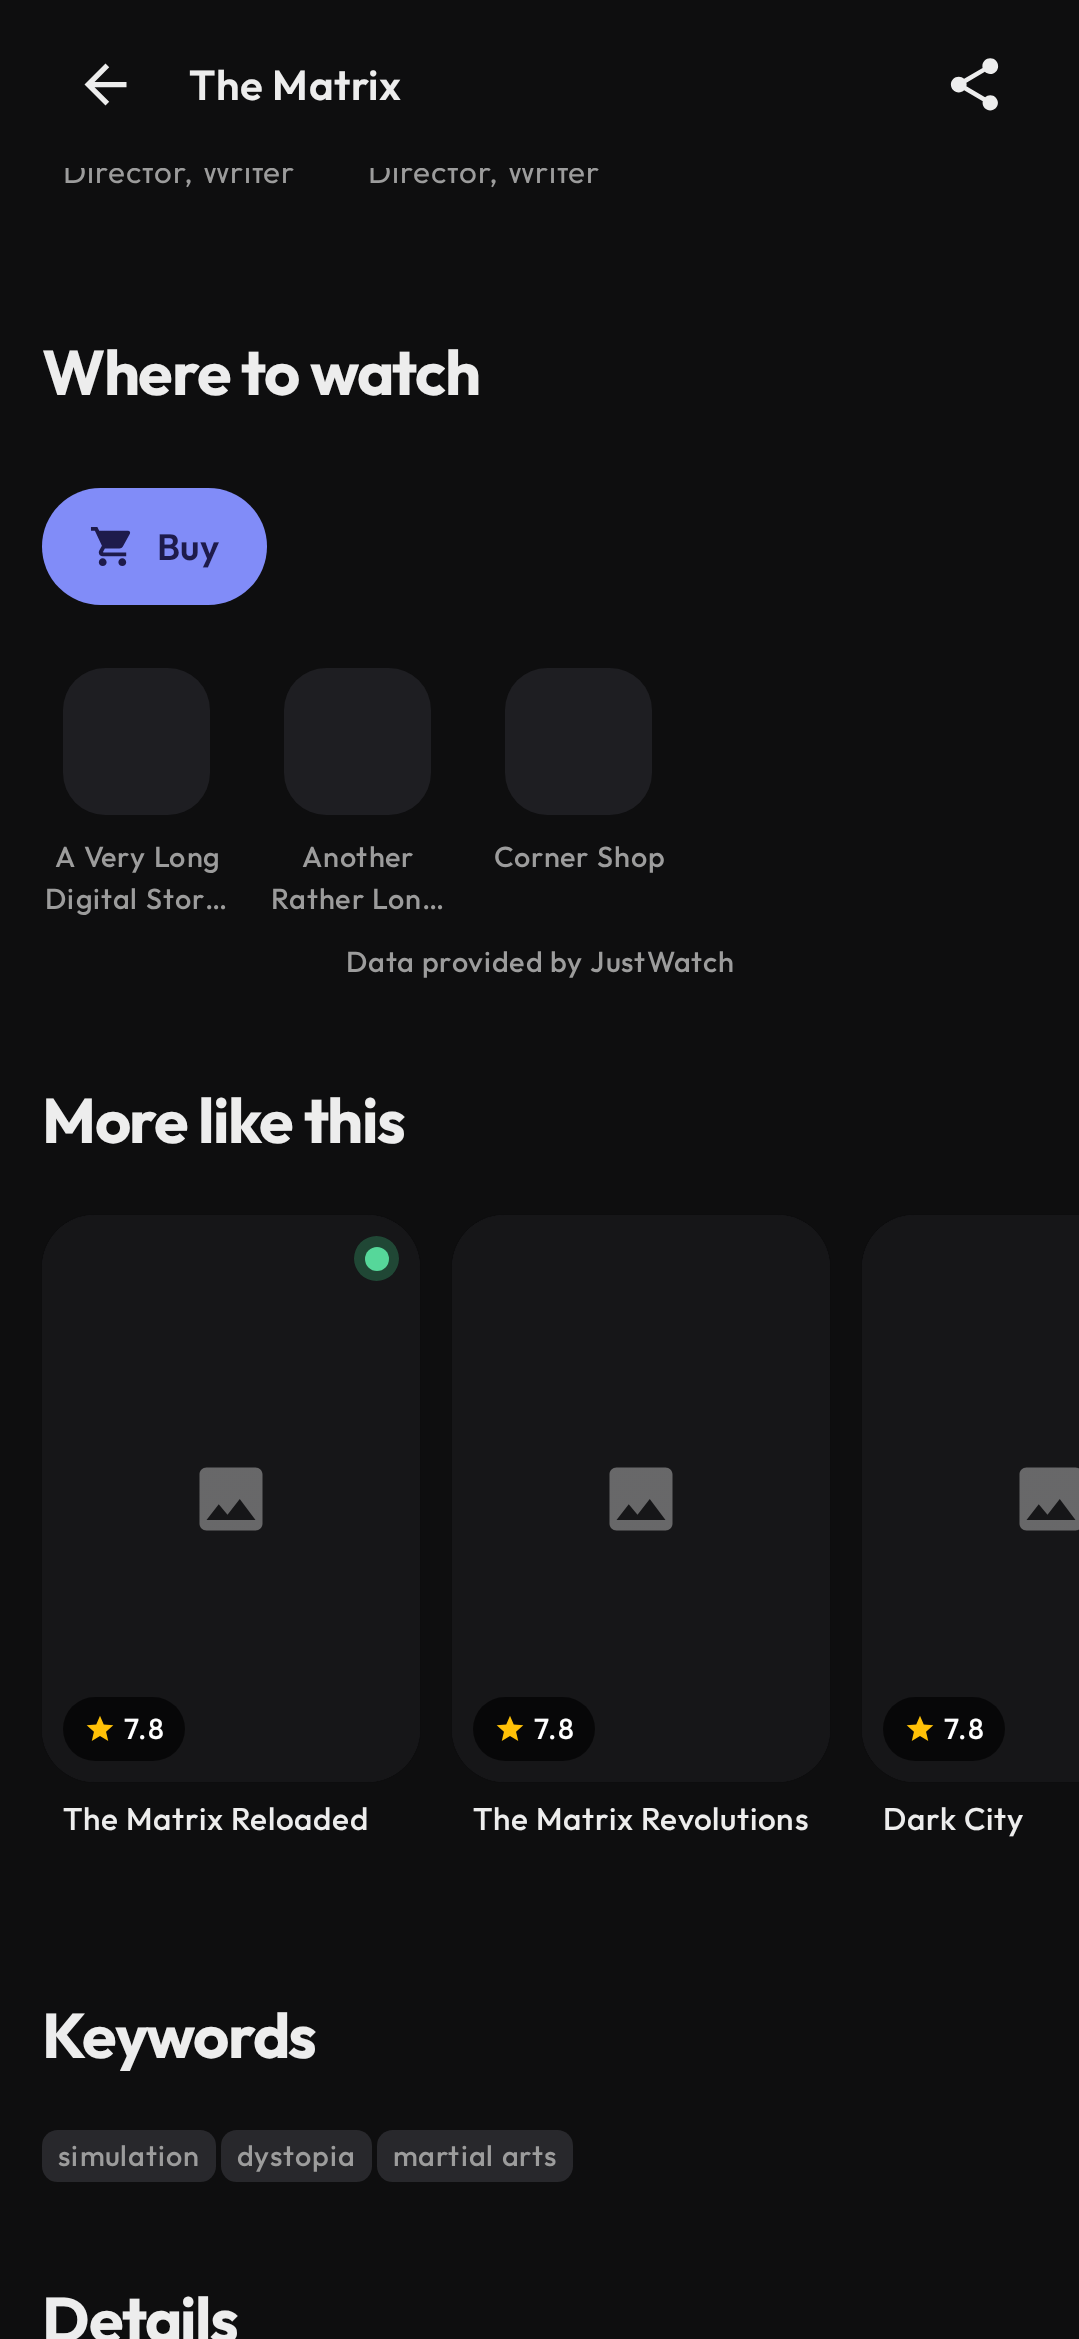 The Matrix
Director, Writer Director, Writer
Where to watch
Buy
A Very Long
Digital Stor...
Another
Rather Lon...
Corner Shop
Data provided by JustWatch
More like this
7.8
The Matrix Reloaded
7.8
The Matrix Revolutions
7.8
Dark City
Keywords
simulation dystopia martial arts
Details